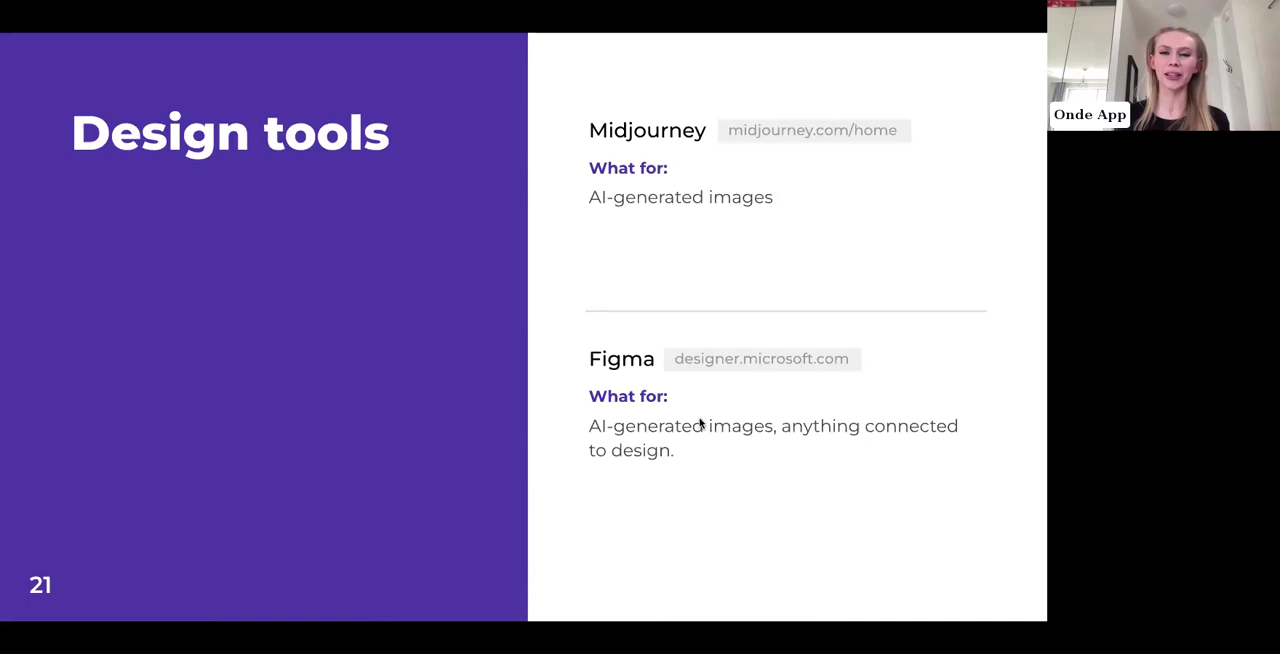 Design tools
Midjourney midjourney.com/home
What for:
AI-generated images
Figma designer.microsoft.com
What for:
AI-generated images, anything connected
to design.
21
Onde App